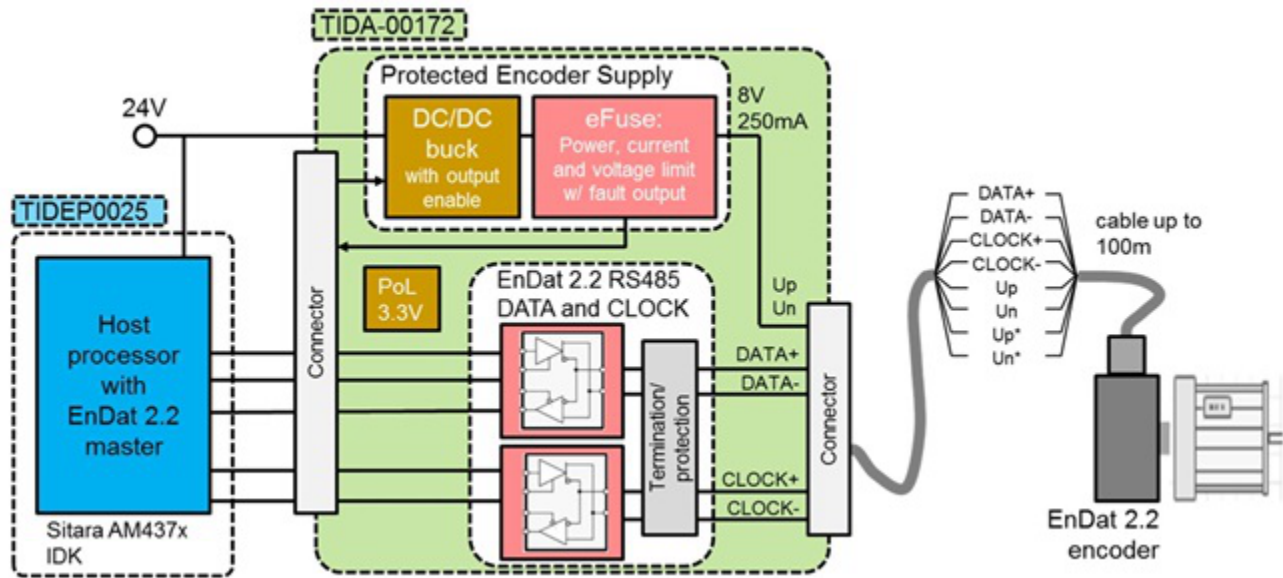 TIDA-00172
Protected Encoder Supply
24V
DC/DC
buck
with output
enable
eFuse:
Power, current
and voltage limit
w/ fault output
8V
250mA
TIDEP0025
Host
processor
with
EnDat 2.2
master
Sitara AM437x
IDK
Connector
PoL
3.3V
EnDat 2.2 RS485
DATA and CLOCK
Termination/
protection
Up
Un
DATA+
DATA-
CLOCK+
CLOCK-
Connector
DATA+
DATA-
CLOCK+
CLOCK-
Up
Un
Up*
Un*
cable up to
100m
EnDat 2.2
encoder